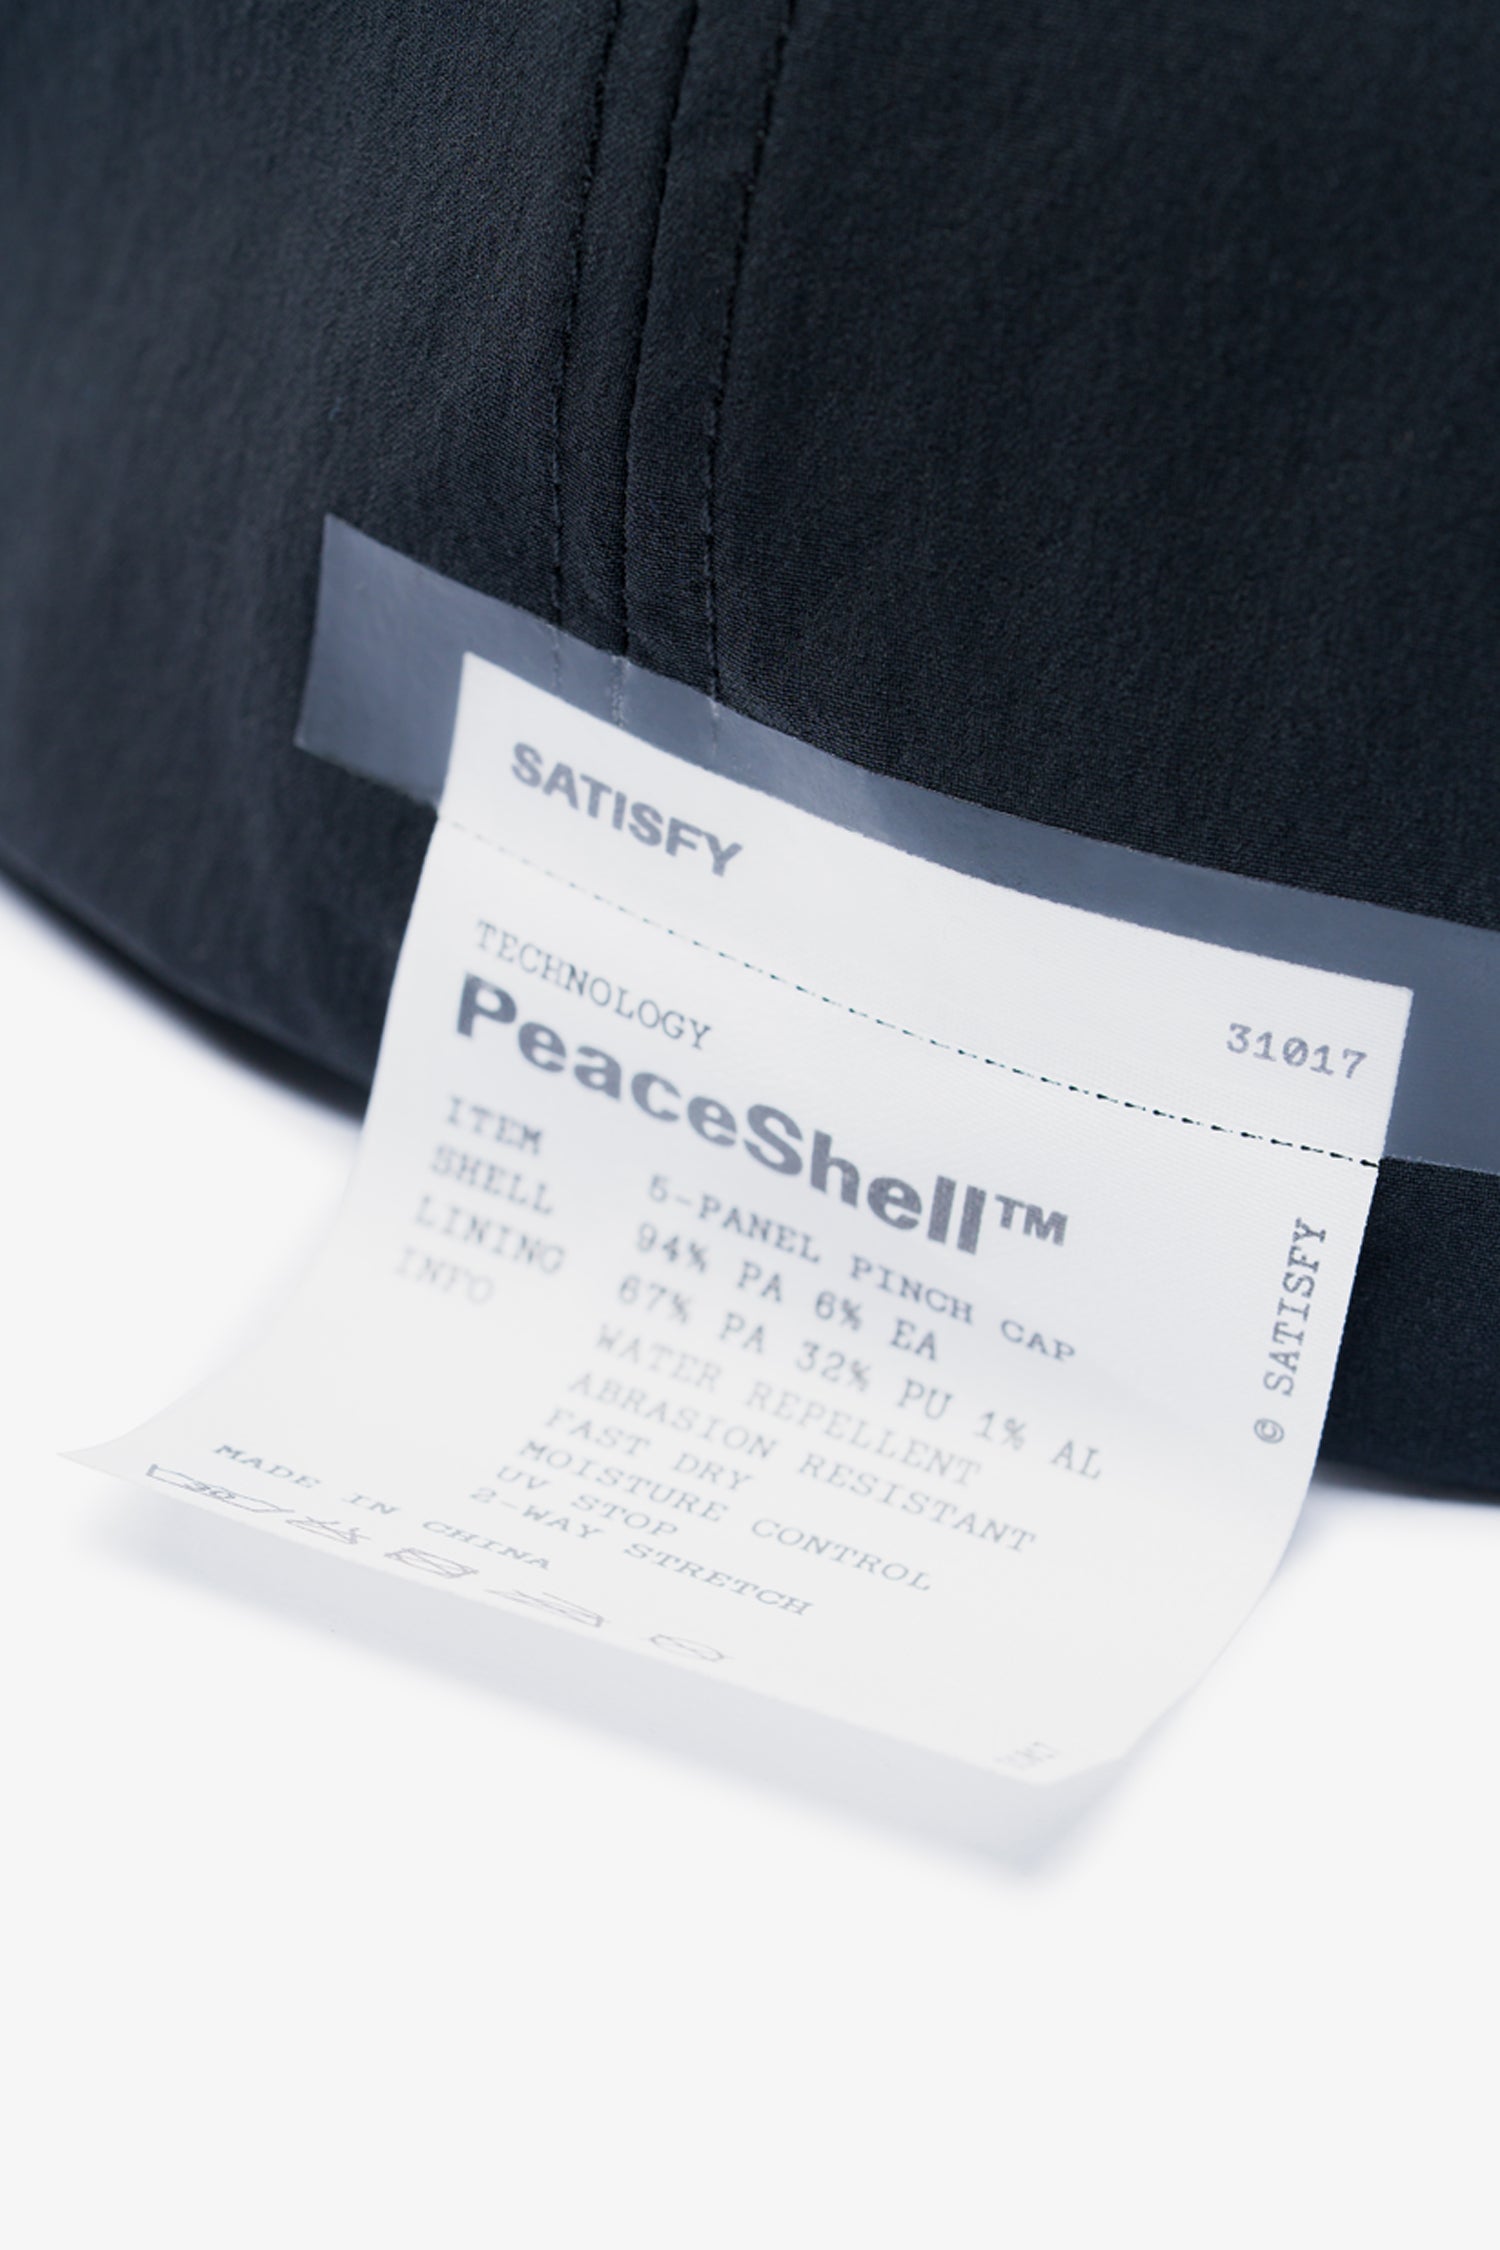 SATISFY
31017
TECHNOLOGY
PeaceShell™
ITEM 5-PANEL PINCH CAP
SHELL 94% PA 6% EA
LINING 67% PA 32% PU 1% AL
INFO WATER REPELLENT
ABRASION RESISTANT
FAST DRY
MOISTURE CONTROL
UV STOP
2-WAY STRETCH
MADE IN CHINA
© SATISFY